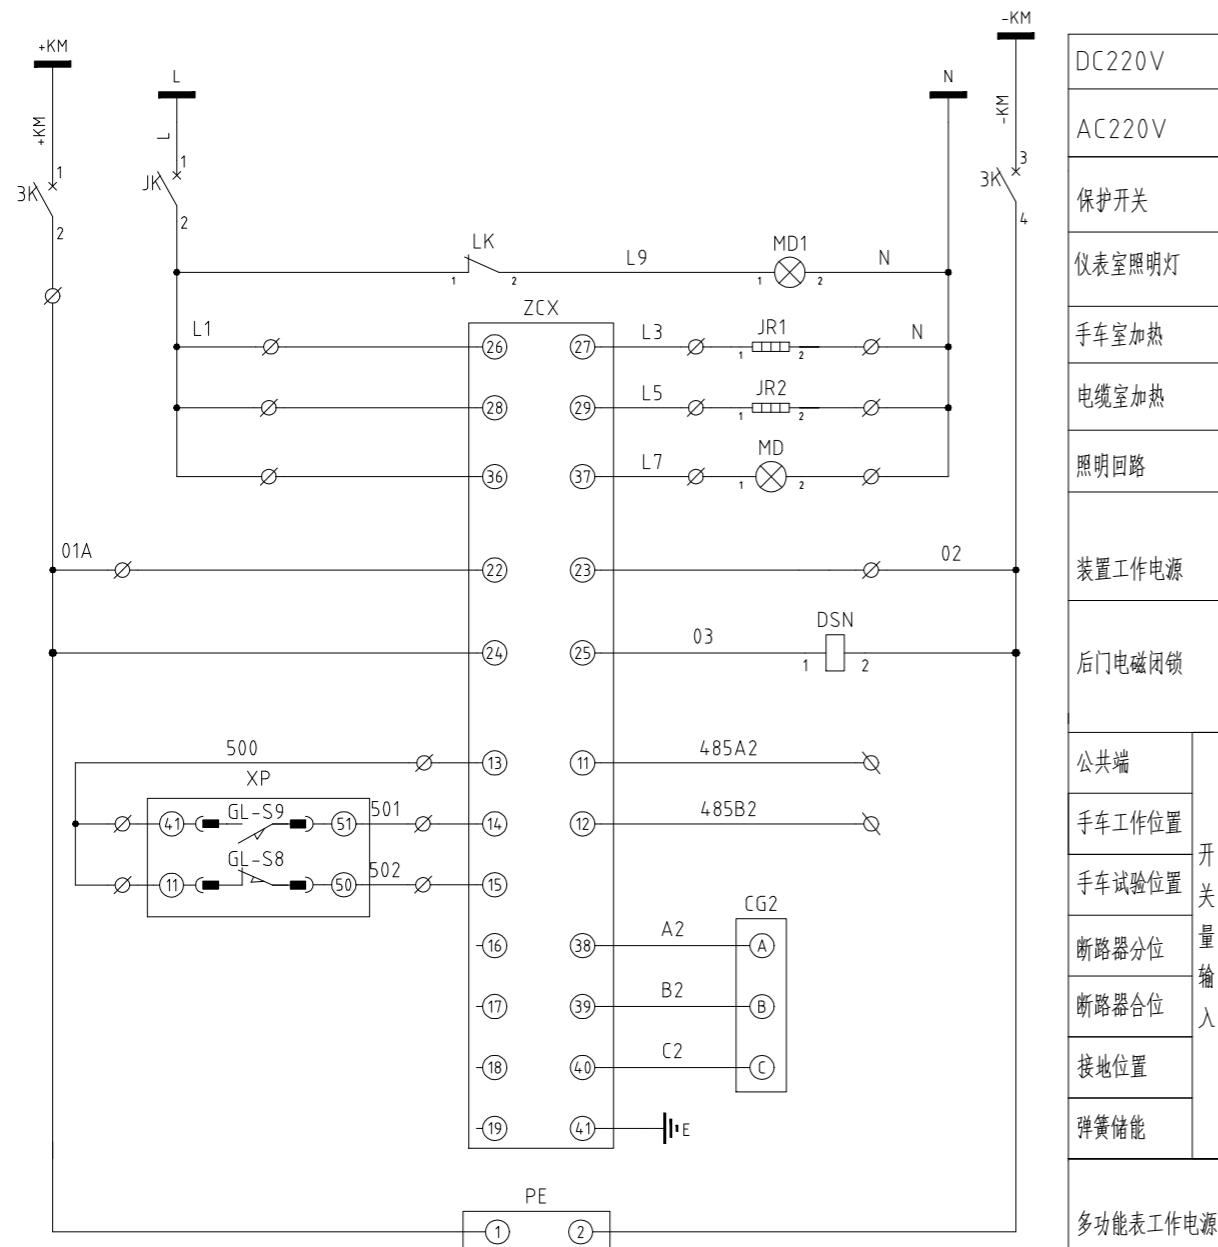 -KM
+KM
DC220V
L
N
+KM
L
-KM
AC220V
1
1
3
3K
JK
3K
保护开关
2
2
4
LK
MD1
L9
N
仪表室照明灯
1
2
1
2
ZCX
L1
26
27
L3
JR1
N
手车室加热
1
2
28
29
L5
JR2
电缆室加热
1
2
36
37
L7
MD
照明回路
1
2
01A
22
23
02
装置工作电源
DSN
24
25
03
1
2
后门电磁闭锁
500
13
11
485A2
公共端
XP
41
GL-S9
51
501
14
12
485B2
手车工作位置
11
GL-S8
50
502
15
手车试验位置
CG2
16
38
A2
A
断路器分位
17
39
B2
B
断路器合位
18
40
C2
C
接地位置
19
41
E
弹簧储能
开关量输入
PE
1
2
多功能表工作电源